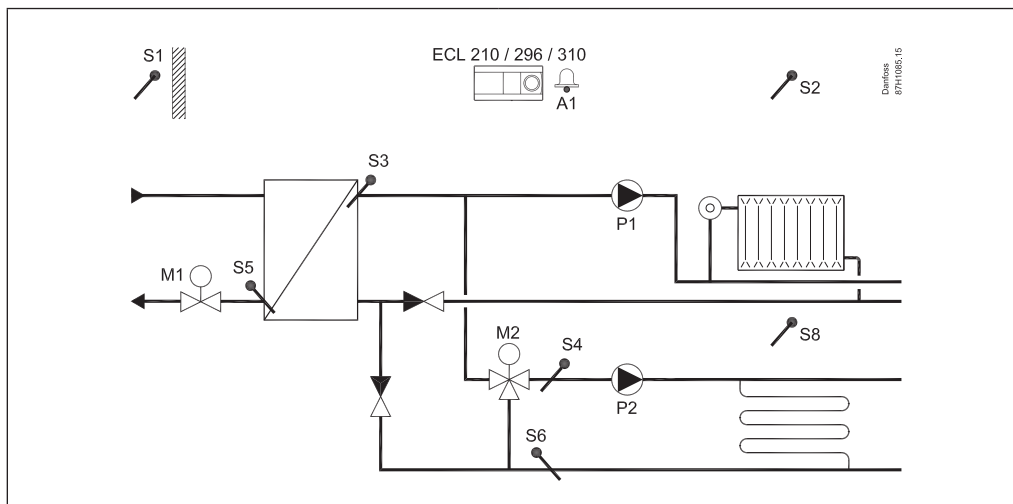 S1
ECL 210 / 296 / 310
A1
S2
Danfoss
87H1085.15
S3
P1
M1
S5
M2
S4
S8
P2
S6